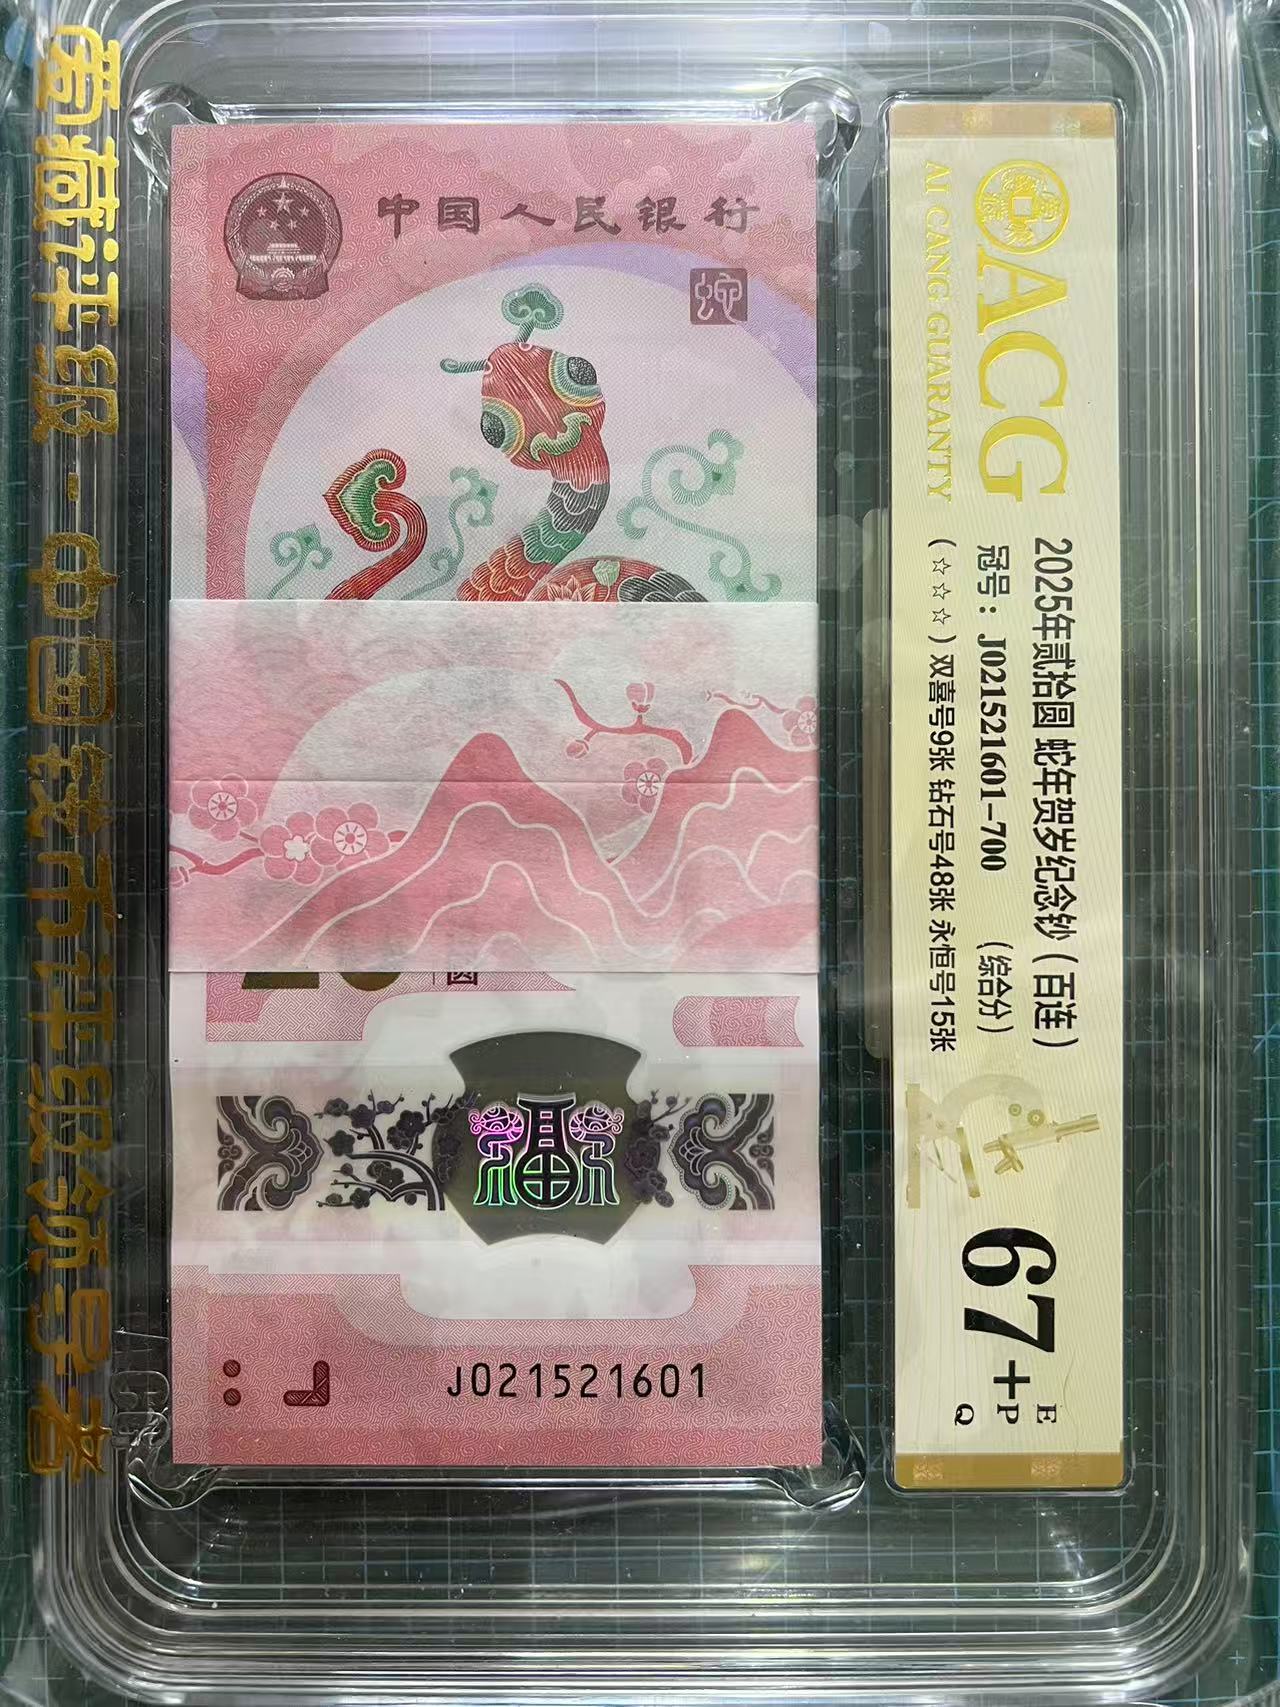 爱藏评级-中国钱币评级领导者
中国人民银行
蛇
圆
J021521601
ACG
AI CANG GUARANTY
2025年贰拾圆 蛇年贺岁纪念钞（百连）
冠号：J021521601-700 （综合分）
（☆☆☆）双喜号9张 钻石号48张 永恒号15张
67+
E
P
Q